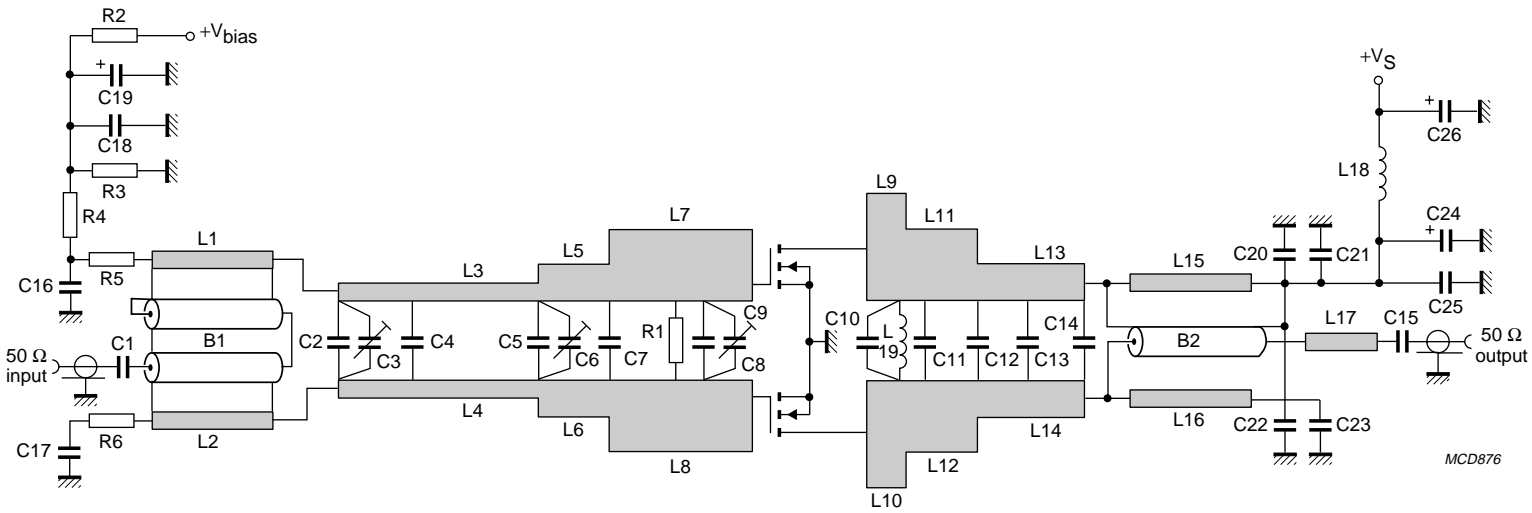 R2
+Vbias
+
C19
C18
R3
R4
R5
C16
L1
B1
C1
50 Ω
input
R6
C17
L2
L3
L5
L7
C2
C3
C4
C5
C6
C7
R1
C9
C8
L4
L6
L8
L9
L11
L13
C10
L
19
C11
C12
C13
C14
L10
L12
L14
L15
B2
L16
C20
C21
C22
C23
+VS
+
C26
L18
+
C24
C25
L17
C15
50 Ω
output
MCD876